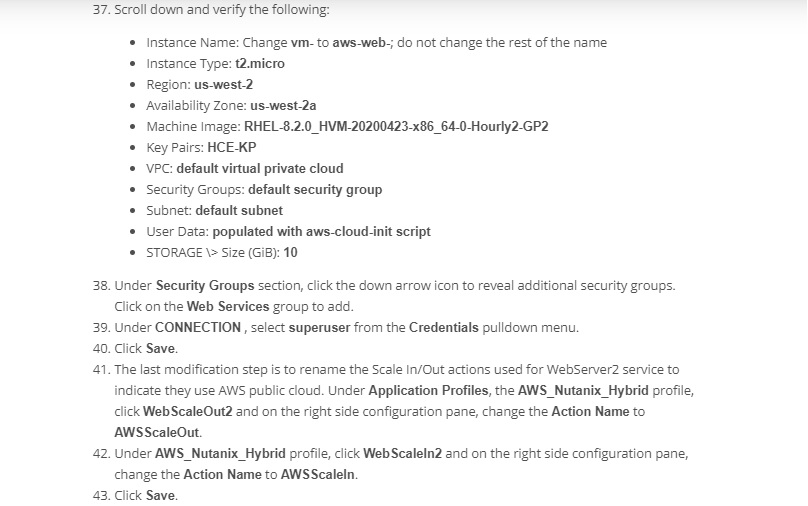 37. Scroll down and verify the following:
• Instance Name: Change vm- to aws-web-; do not change the rest of the name
• Instance Type: t2.micro
• Region: us-west-2
• Availability Zone: us-west-2a
• Machine Image: RHEL-8.2.0_HVM-20200423-x86_64-0-Hourly2-GP2
• Key Pairs: HCE-KP
• VPC: default virtual private cloud
• Security Groups: default security group
• Subnet: default subnet
• User Data: populated with aws-cloud-init script
• STORAGE \> Size (GiB): 10
38. Under Security Groups section, click the down arrow icon to reveal additional security groups.
Click on the Web Services group to add.
39. Under CONNECTION , select superuser from the Credentials pulldown menu.
40. Click Save.
41. The last modification step is to rename the Scale In/Out actions used for WebServer2 service to
indicate they use AWS public cloud. Under Application Profiles, the AWS_Nutanix_Hybrid profile,
click WebScaleOut2 and on the right side configuration pane, change the Action Name to
AWSScaleOut.
42. Under AWS_Nutanix_Hybrid profile, click WebScaleIn2 and on the right side configuration pane,
change the Action Name to AWSScaleIn.
43. Click Save.